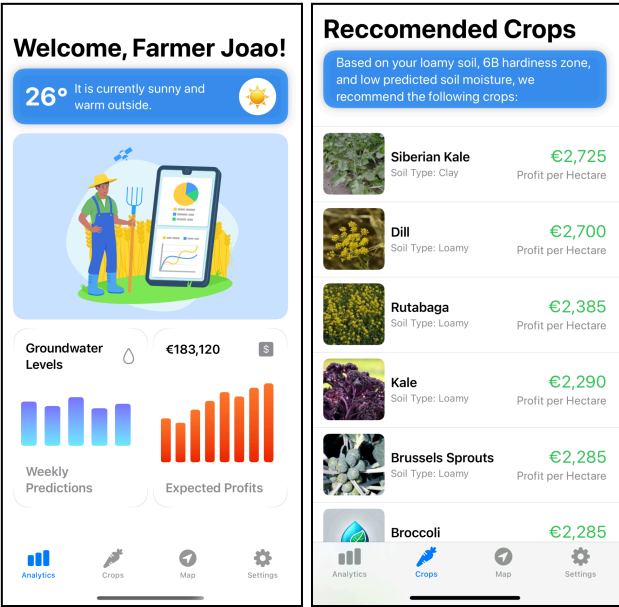 Welcome, Farmer Joao!
26° It is currently sunny and
warm outside.
Groundwater
Levels
Weekly
Predictions
€183,120 $
Expected Profits
Analytics Crops Map Settings
Reccomended Crops
Based on your loamy soil, 6B hardiness zone,
and low predicted soil moisture, we
recommend the following crops:
Siberian Kale €2,725
Soil Type: Clay Profit per Hectare
Dill €2,700
Soil Type: Loamy Profit per Hectare
Rutabaga €2,385
Soil Type: Loamy Profit per Hectare
Kale €2,290
Soil Type: Loamy Profit per Hectare
Brussels Sprouts €2,285
Soil Type: Loamy Profit per Hectare
Broccoli €2,285
Analytics Crops Map Settings